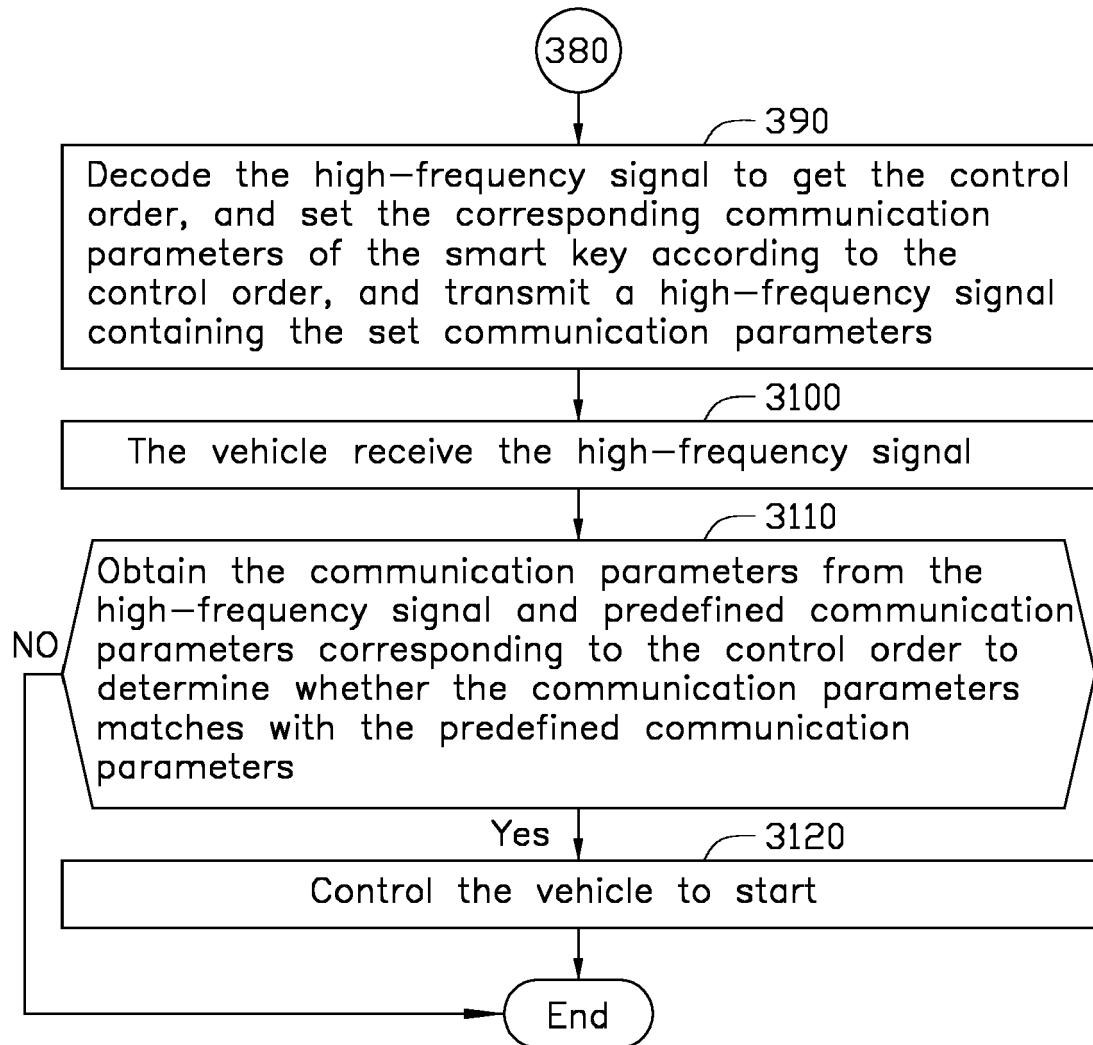 380
390
Decode the high-frequency signal to get the control
order, and set the corresponding communication
parameters of the smart key according to the
control order, and transmit a high-frequency signal
containing the set communication parameters
3100
The vehicle receive the high-frequency signal
3110
Obtain the communication parameters from the
high-frequency signal and predefined communication
NO
parameters corresponding to the control order to
determine whether the communication parameters
matches with the predefined communication
parameters
Yes
3120
Control the vehicle to start
End